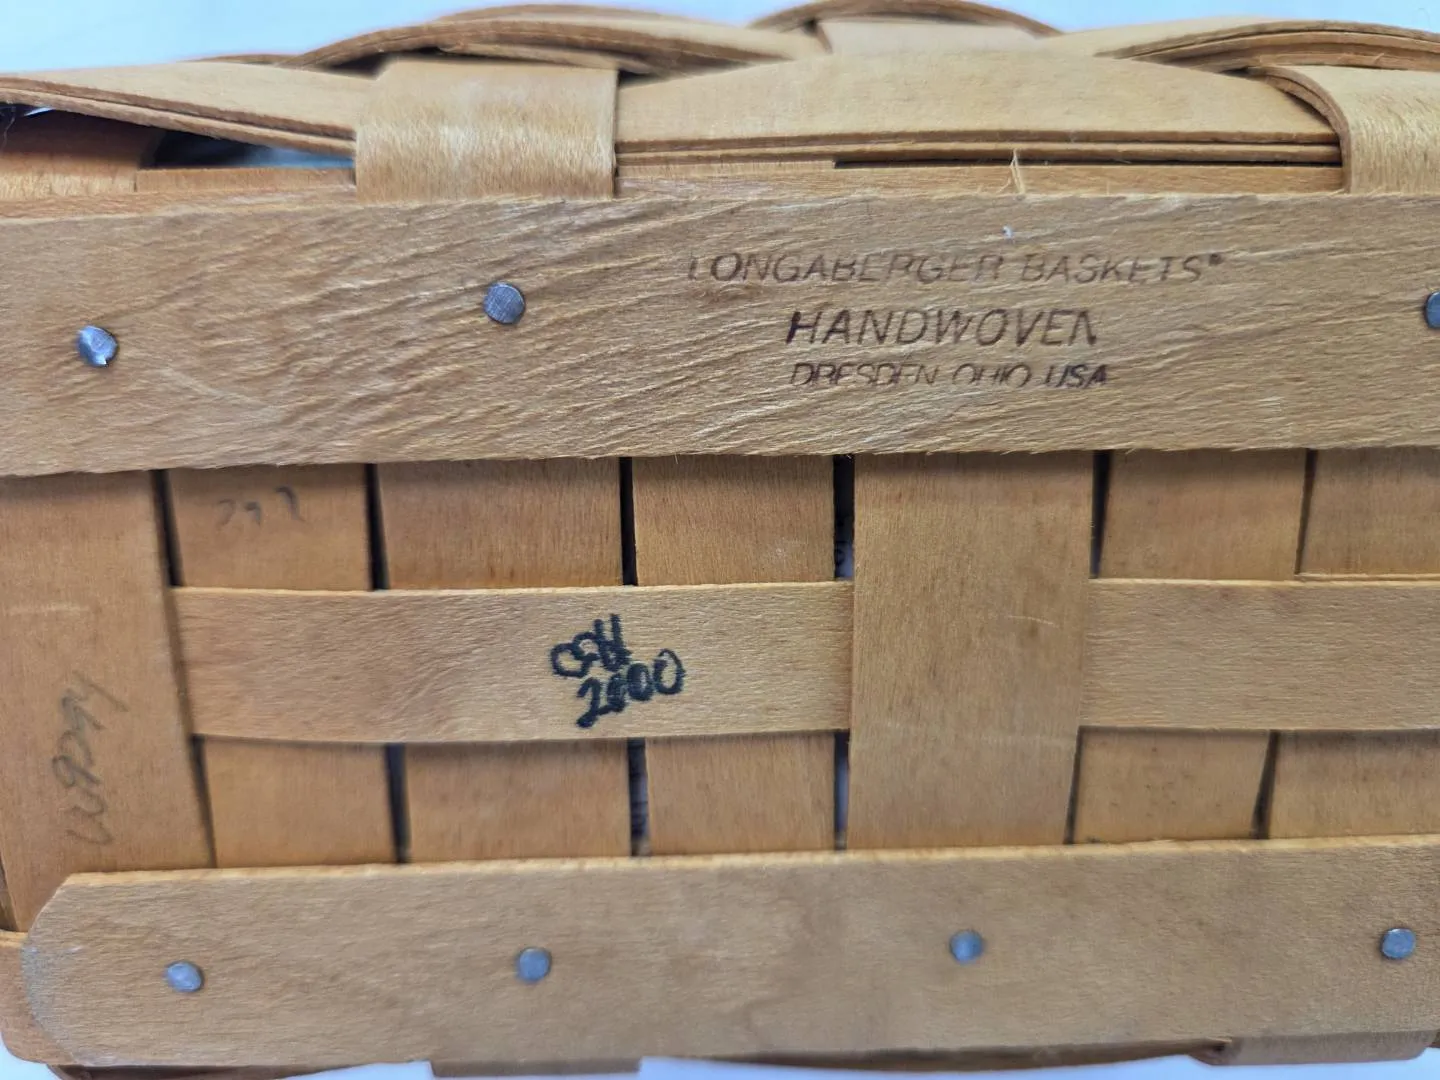 LONGABERGER BASKETS®
HANDWOVEN
DRESDEN OHIO USA
2000